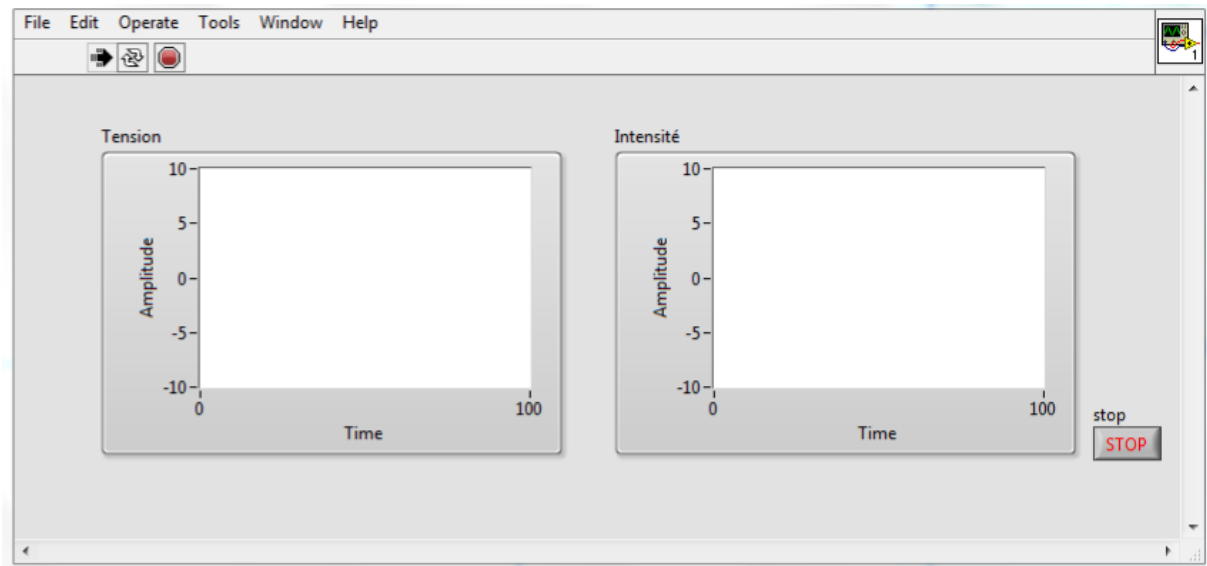 File Edit Operate Tools Window Help
1
Tension
10
5
0
-5
-10
Amplitude
0 100
Time
Intensité
10
5
0
-5
-10
Amplitude
0 100
Time
stop
STOP